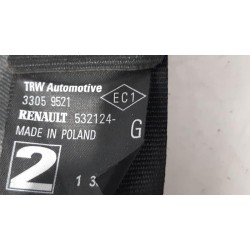 TRW Automotive
3305 9521
EC1
RENAULT 532124-
G
MADE IN POLAND
2
1 3.